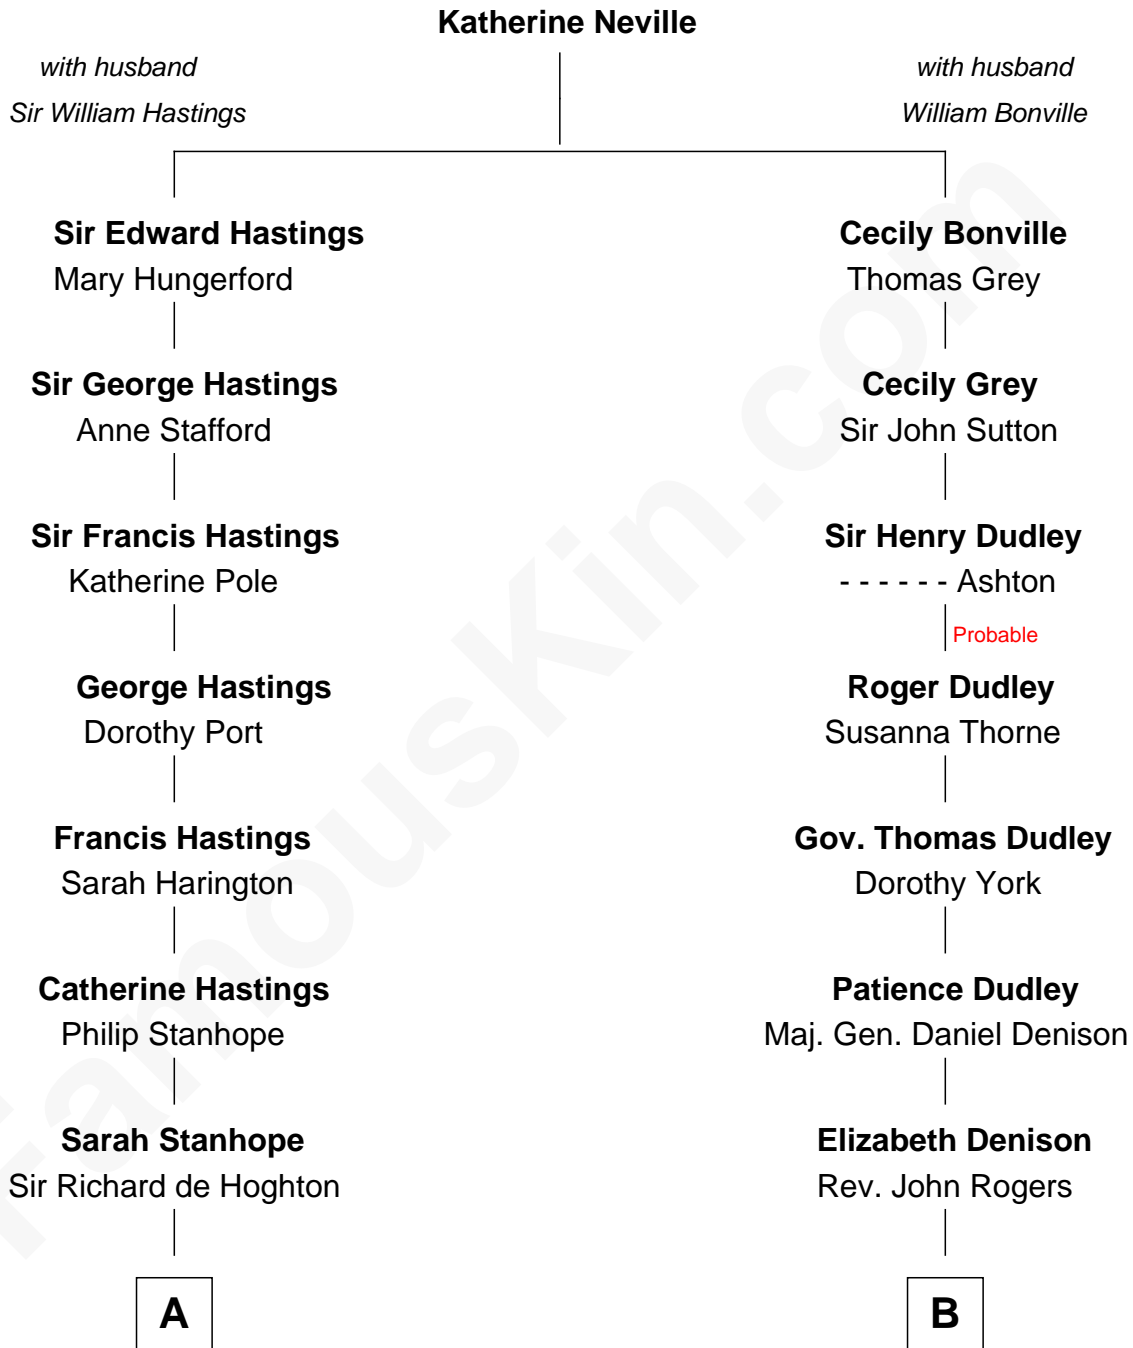 Katherine Neville
with husband
Sir William Hastings
with husband
William Bonville
Sir Edward Hastings
Mary Hungerford
Cecily Bonville
Thomas Grey
Sir George Hastings
Anne Stafford
Cecily Grey
Sir John Sutton
Sir Francis Hastings
Katherine Pole
Sir Henry Dudley
- - - - - - Ashton
Probable
George Hastings
Dorothy Port
Roger Dudley
Susanna Thorne
Francis Hastings
Sarah Harington
Gov. Thomas Dudley
Dorothy York
Catherine Hastings
Philip Stanhope
Patience Dudley
Maj. Gen. Daniel Denison
Sarah Stanhope
Sir Richard de Hoghton
Elizabeth Denison
Rev. John Rogers
A
B
FamousKin.com